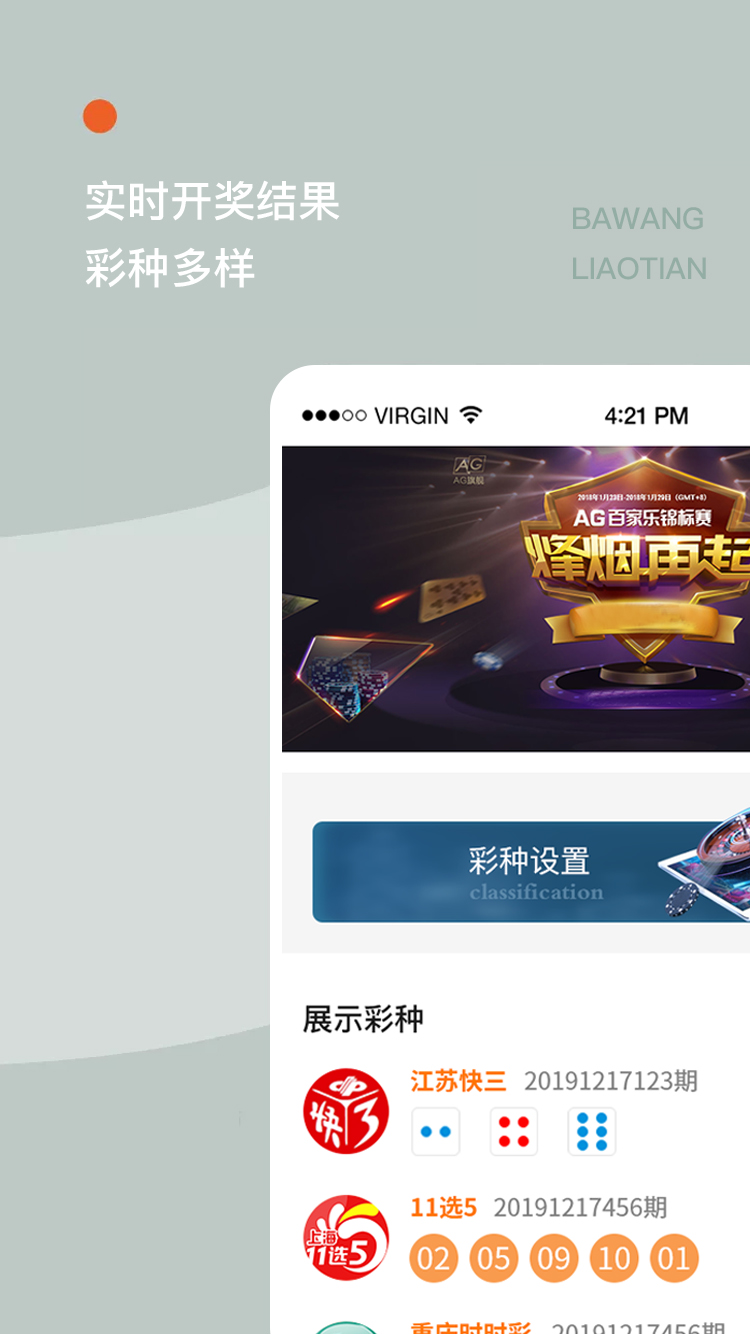 实时开奖结果
彩种多样
BAWANG
LIAOTIAN
VIRGIN
4:21 PM
AG
AG旗舰
2018年1月23日-2018年1月29日（GMT+8）
AG百家乐锦标赛
烽烟再起
彩种设置
classification
展示彩种
快3
江苏快三 20191217123期
上海
11选5
11选5 20191217456期
02 05 09 10 01
重庆时时彩 20191217456期